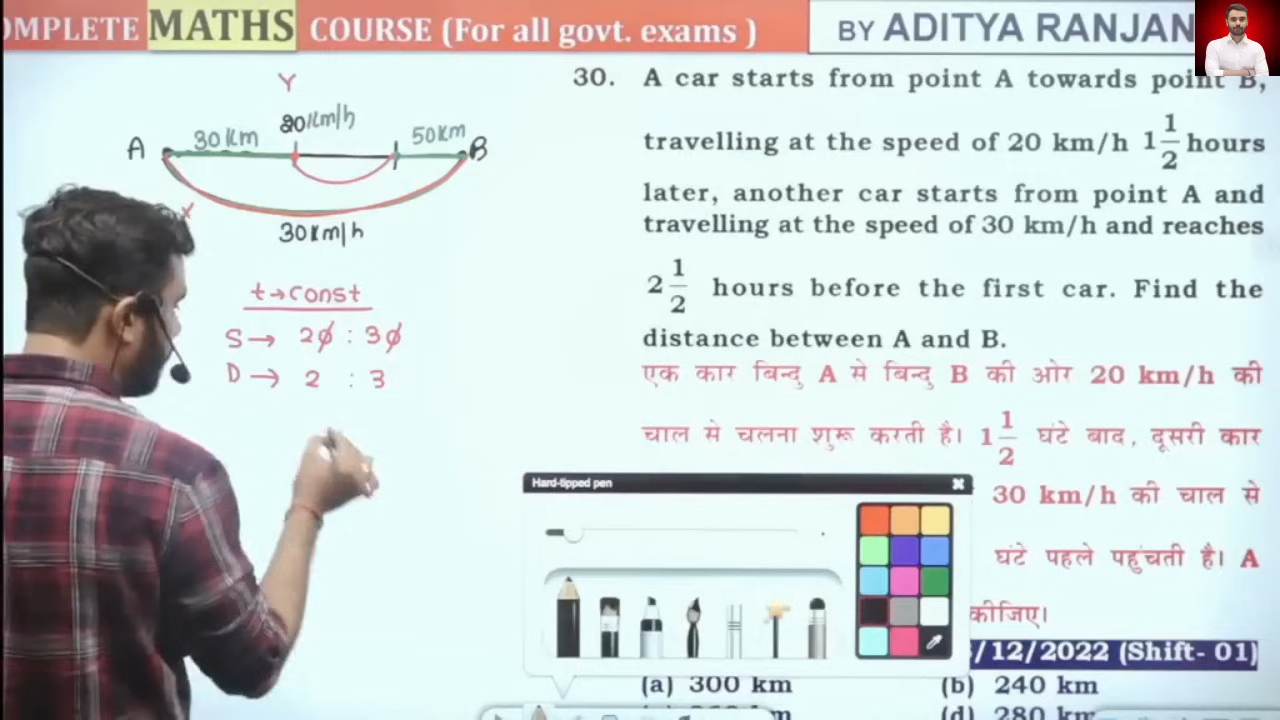 OMPLETE MATHS COURSE (For all govt. exams )
BY ADITYA RANJAN
Y
20 km/h
A 30 km 50 km B
X
30 km/h
t → const
S → 20 : 30
D → 2 : 3
30. A car starts from point A towards point B,
travelling at the speed of 20 km/h 1 1/2 hours
later, another car starts from point A and
travelling at the speed of 30 km/h and reaches
2 1/2 hours before the first car. Find the
distance between A and B.
एक कार बिन्दु A से बिन्दु B की ओर 20 km/h की
चाल से चलना शुरू करती है। 1 1/2 घंटे बाद, दूसरी कार
30 km/h की चाल से
घंटे पहले पहुंचती है। A
कीजिए।
/12/2022 (Shift- 01)
(a) 300 km (b) 240 km
(d) 280 km
Hard-tipped pen